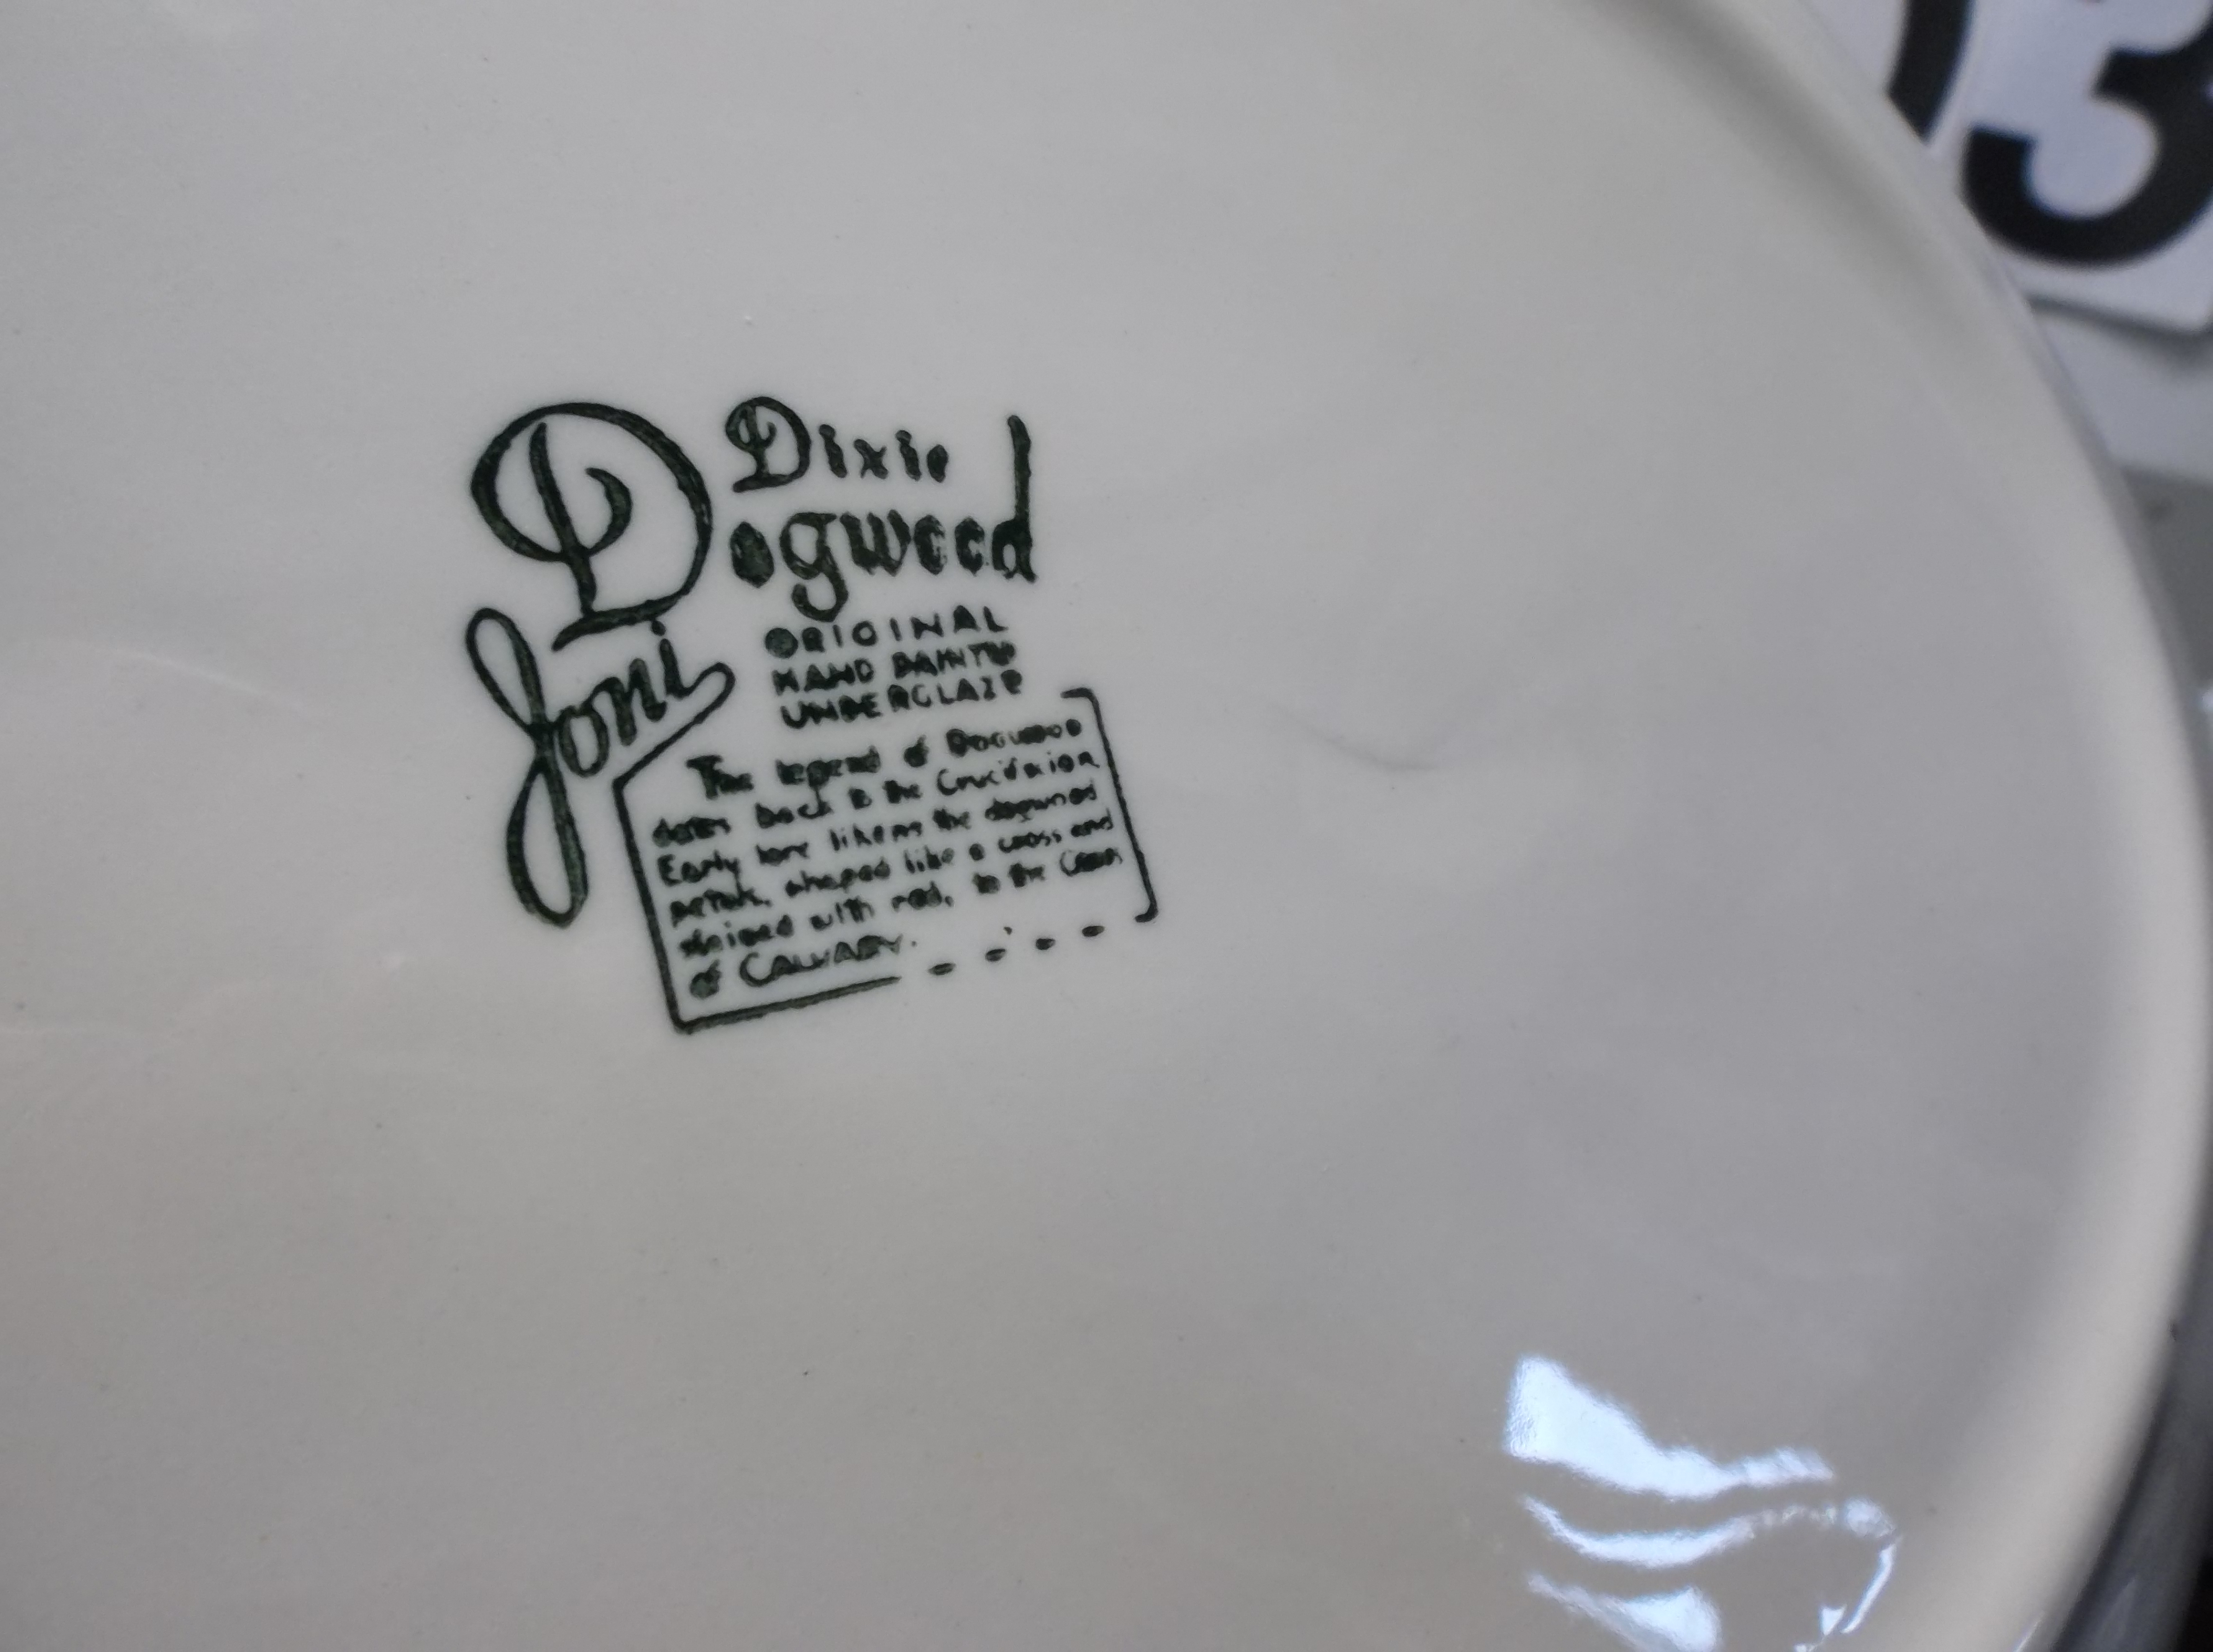 Dixie
Dogwood
Joni
ORIGINAL
HAND PAINTED
UNDERGLAZE
The legend of Dogwood
dates back to the Crucifixion
Early lore likens the dogwood
petals, shaped like a cross and
stained with red, to the Cross
of CALVARY.
3